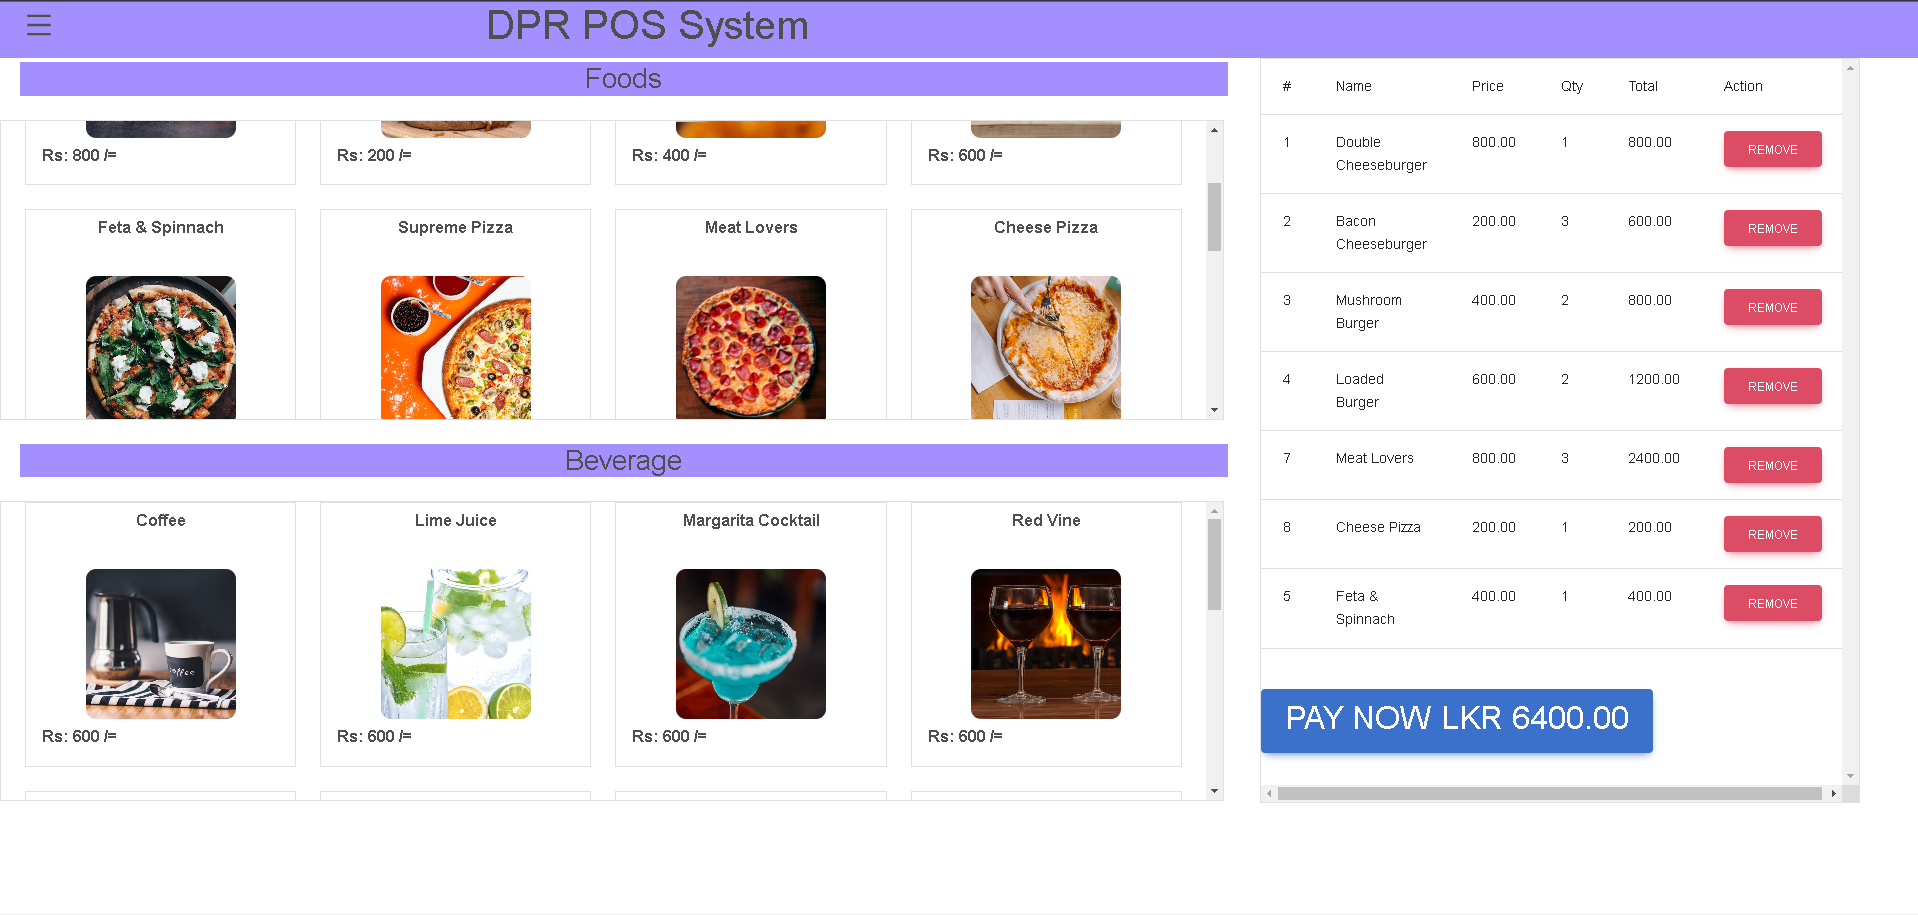 DPR POS System
Foods
Rs: 800 /= Rs: 200 /= Rs: 400 /= Rs: 600 /=
Feta & Spinnach Supreme Pizza Meat Lovers Cheese Pizza
Beverage
Coffee Lime Juice Margarita Cocktail Red Vine
coffee
Rs: 600 /= Rs: 600 /= Rs: 600 /= Rs: 600 /=
# Name Price Qty Total Action
1 Double 800.00 1 800.00 REMOVE
Cheeseburger
2 Bacon 200.00 3 600.00 REMOVE
Cheeseburger
3 Mushroom 400.00 2 800.00 REMOVE
Burger
4 Loaded 600.00 2 1200.00 REMOVE
Burger
7 Meat Lovers 800.00 3 2400.00 REMOVE
8 Cheese Pizza 200.00 1 200.00 REMOVE
5 Feta & 400.00 1 400.00 REMOVE
Spinnach
PAY NOW LKR 6400.00